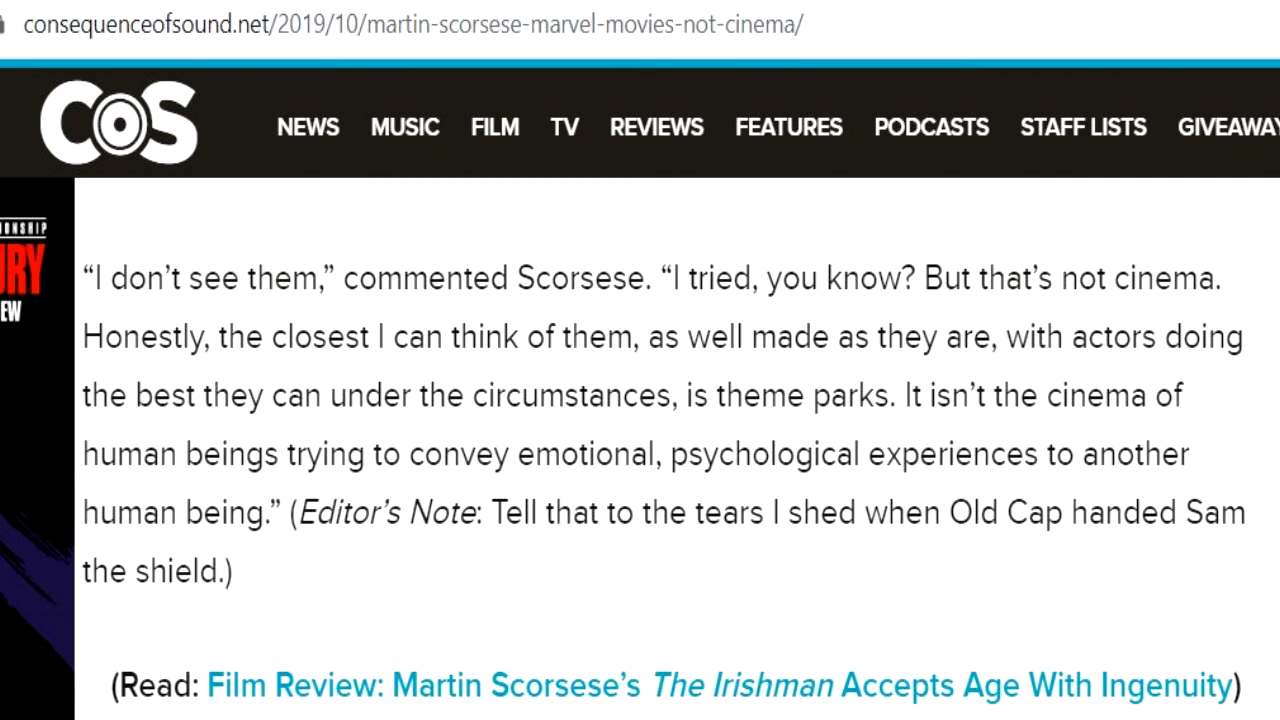 consequenceofsound.net/2019/10/martin-scorsese-marvel-movies-not-cinema/
CoS
NEWS MUSIC FILM TV REVIEWS FEATURES PODCASTS STAFF LISTS GIVEAWAY
IONSHIP
URY
EW
“I don’t see them,” commented Scorsese. “I tried, you know? But that’s not cinema.
Honestly, the closest I can think of them, as well made as they are, with actors doing
the best they can under the circumstances, is theme parks. It isn’t the cinema of
human beings trying to convey emotional, psychological experiences to another
human being.” (Editor’s Note: Tell that to the tears I shed when Old Cap handed Sam
the shield.)
(Read: Film Review: Martin Scorsese’s The Irishman Accepts Age With Ingenuity)